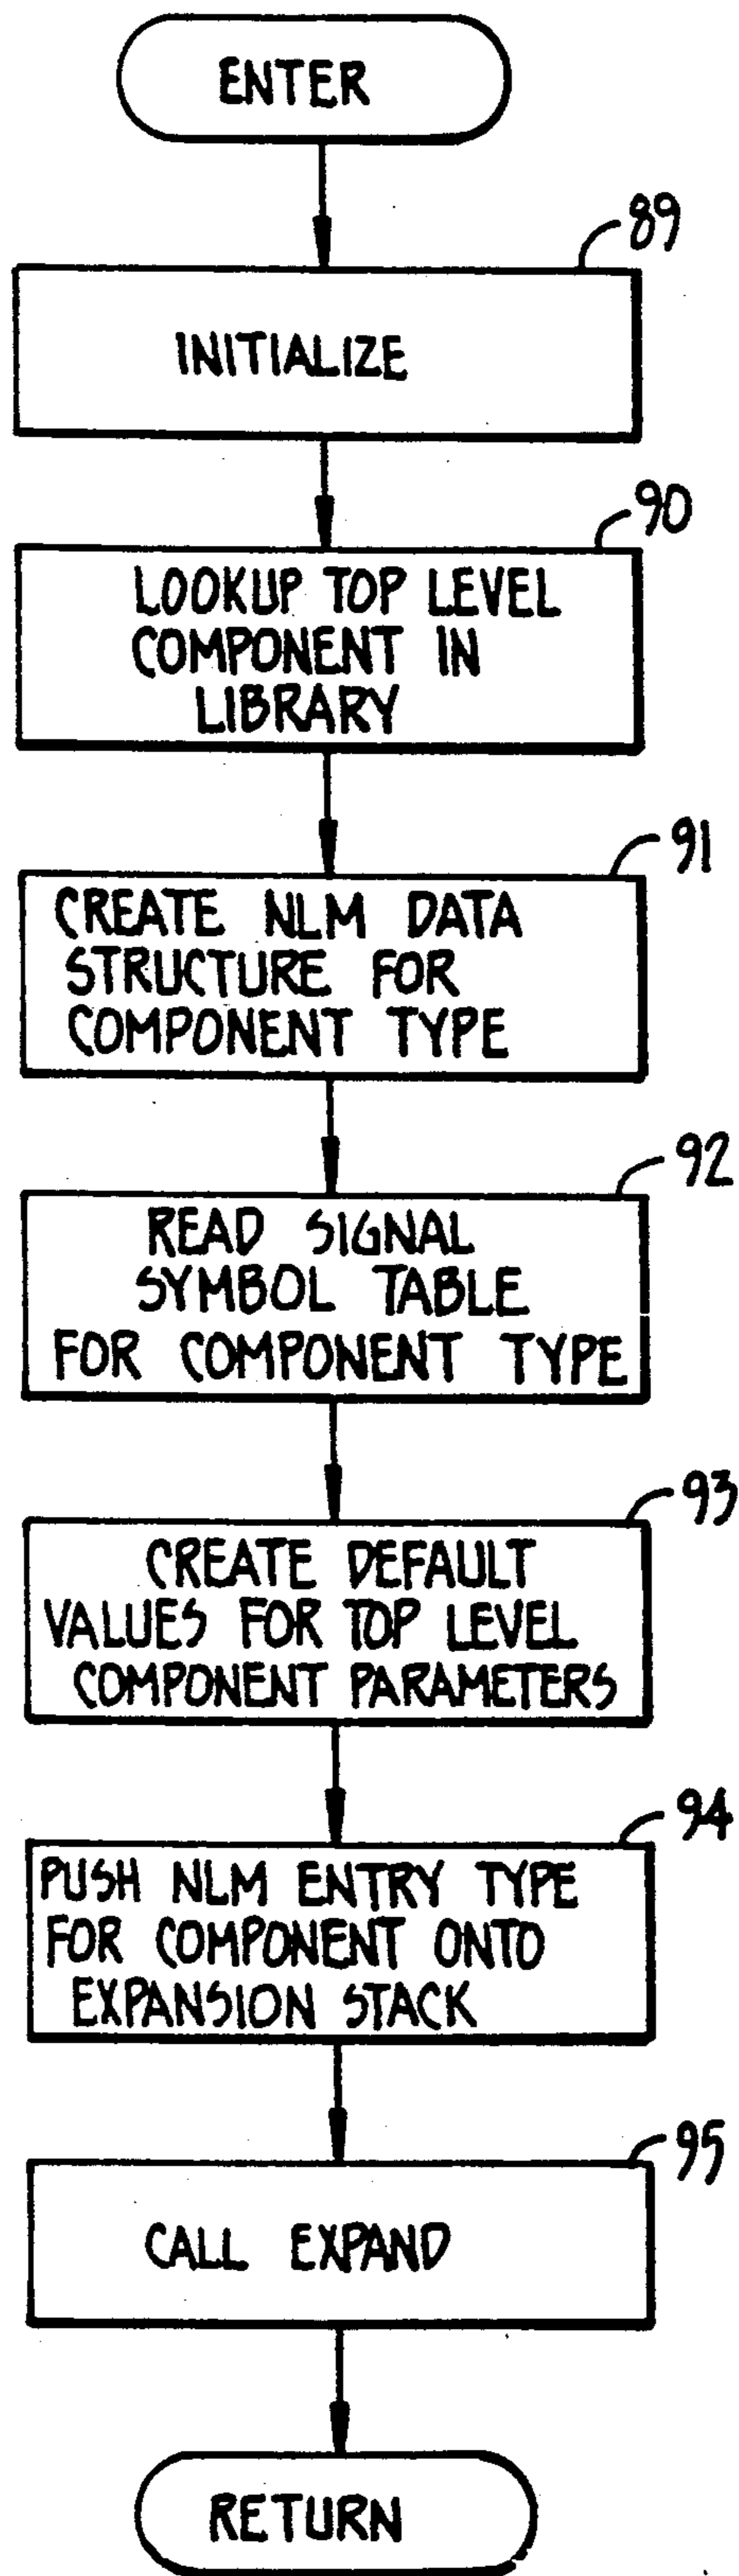 ENTER
89
INITIALIZE
90
LOOKUP TOP LEVEL
COMPONENT IN
LIBRARY
91
CREATE NLM DATA
STRUCTURE FOR
COMPONENT TYPE
92
READ SIGNAL
SYMBOL TABLE
FOR COMPONENT TYPE
93
CREATE DEFAULT
VALUES FOR TOP LEVEL
COMPONENT PARAMETERS
94
PUSH NLM ENTRY TYPE
FOR COMPONENT ONTO
EXPANSION STACK
95
CALL EXPAND
RETURN